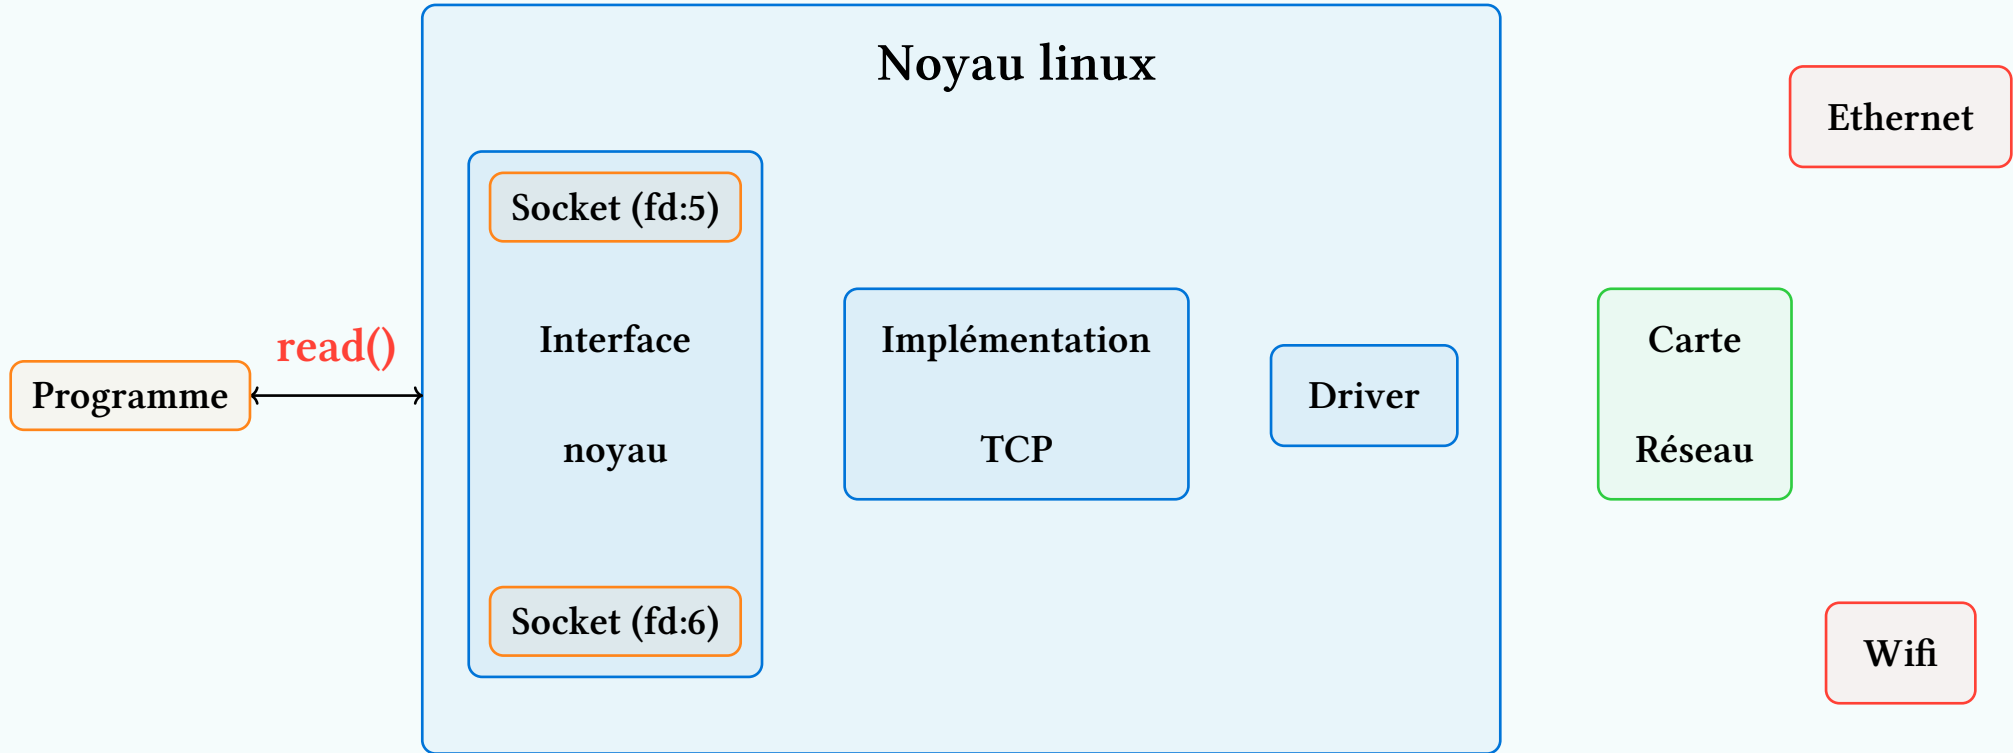 Noyau linux
Ethernet
Socket (fd:5)
Interface
noyau
Socket (fd:6)
read()
Programme
Implémentation
TCP
Driver
Carte
Réseau
Wifi